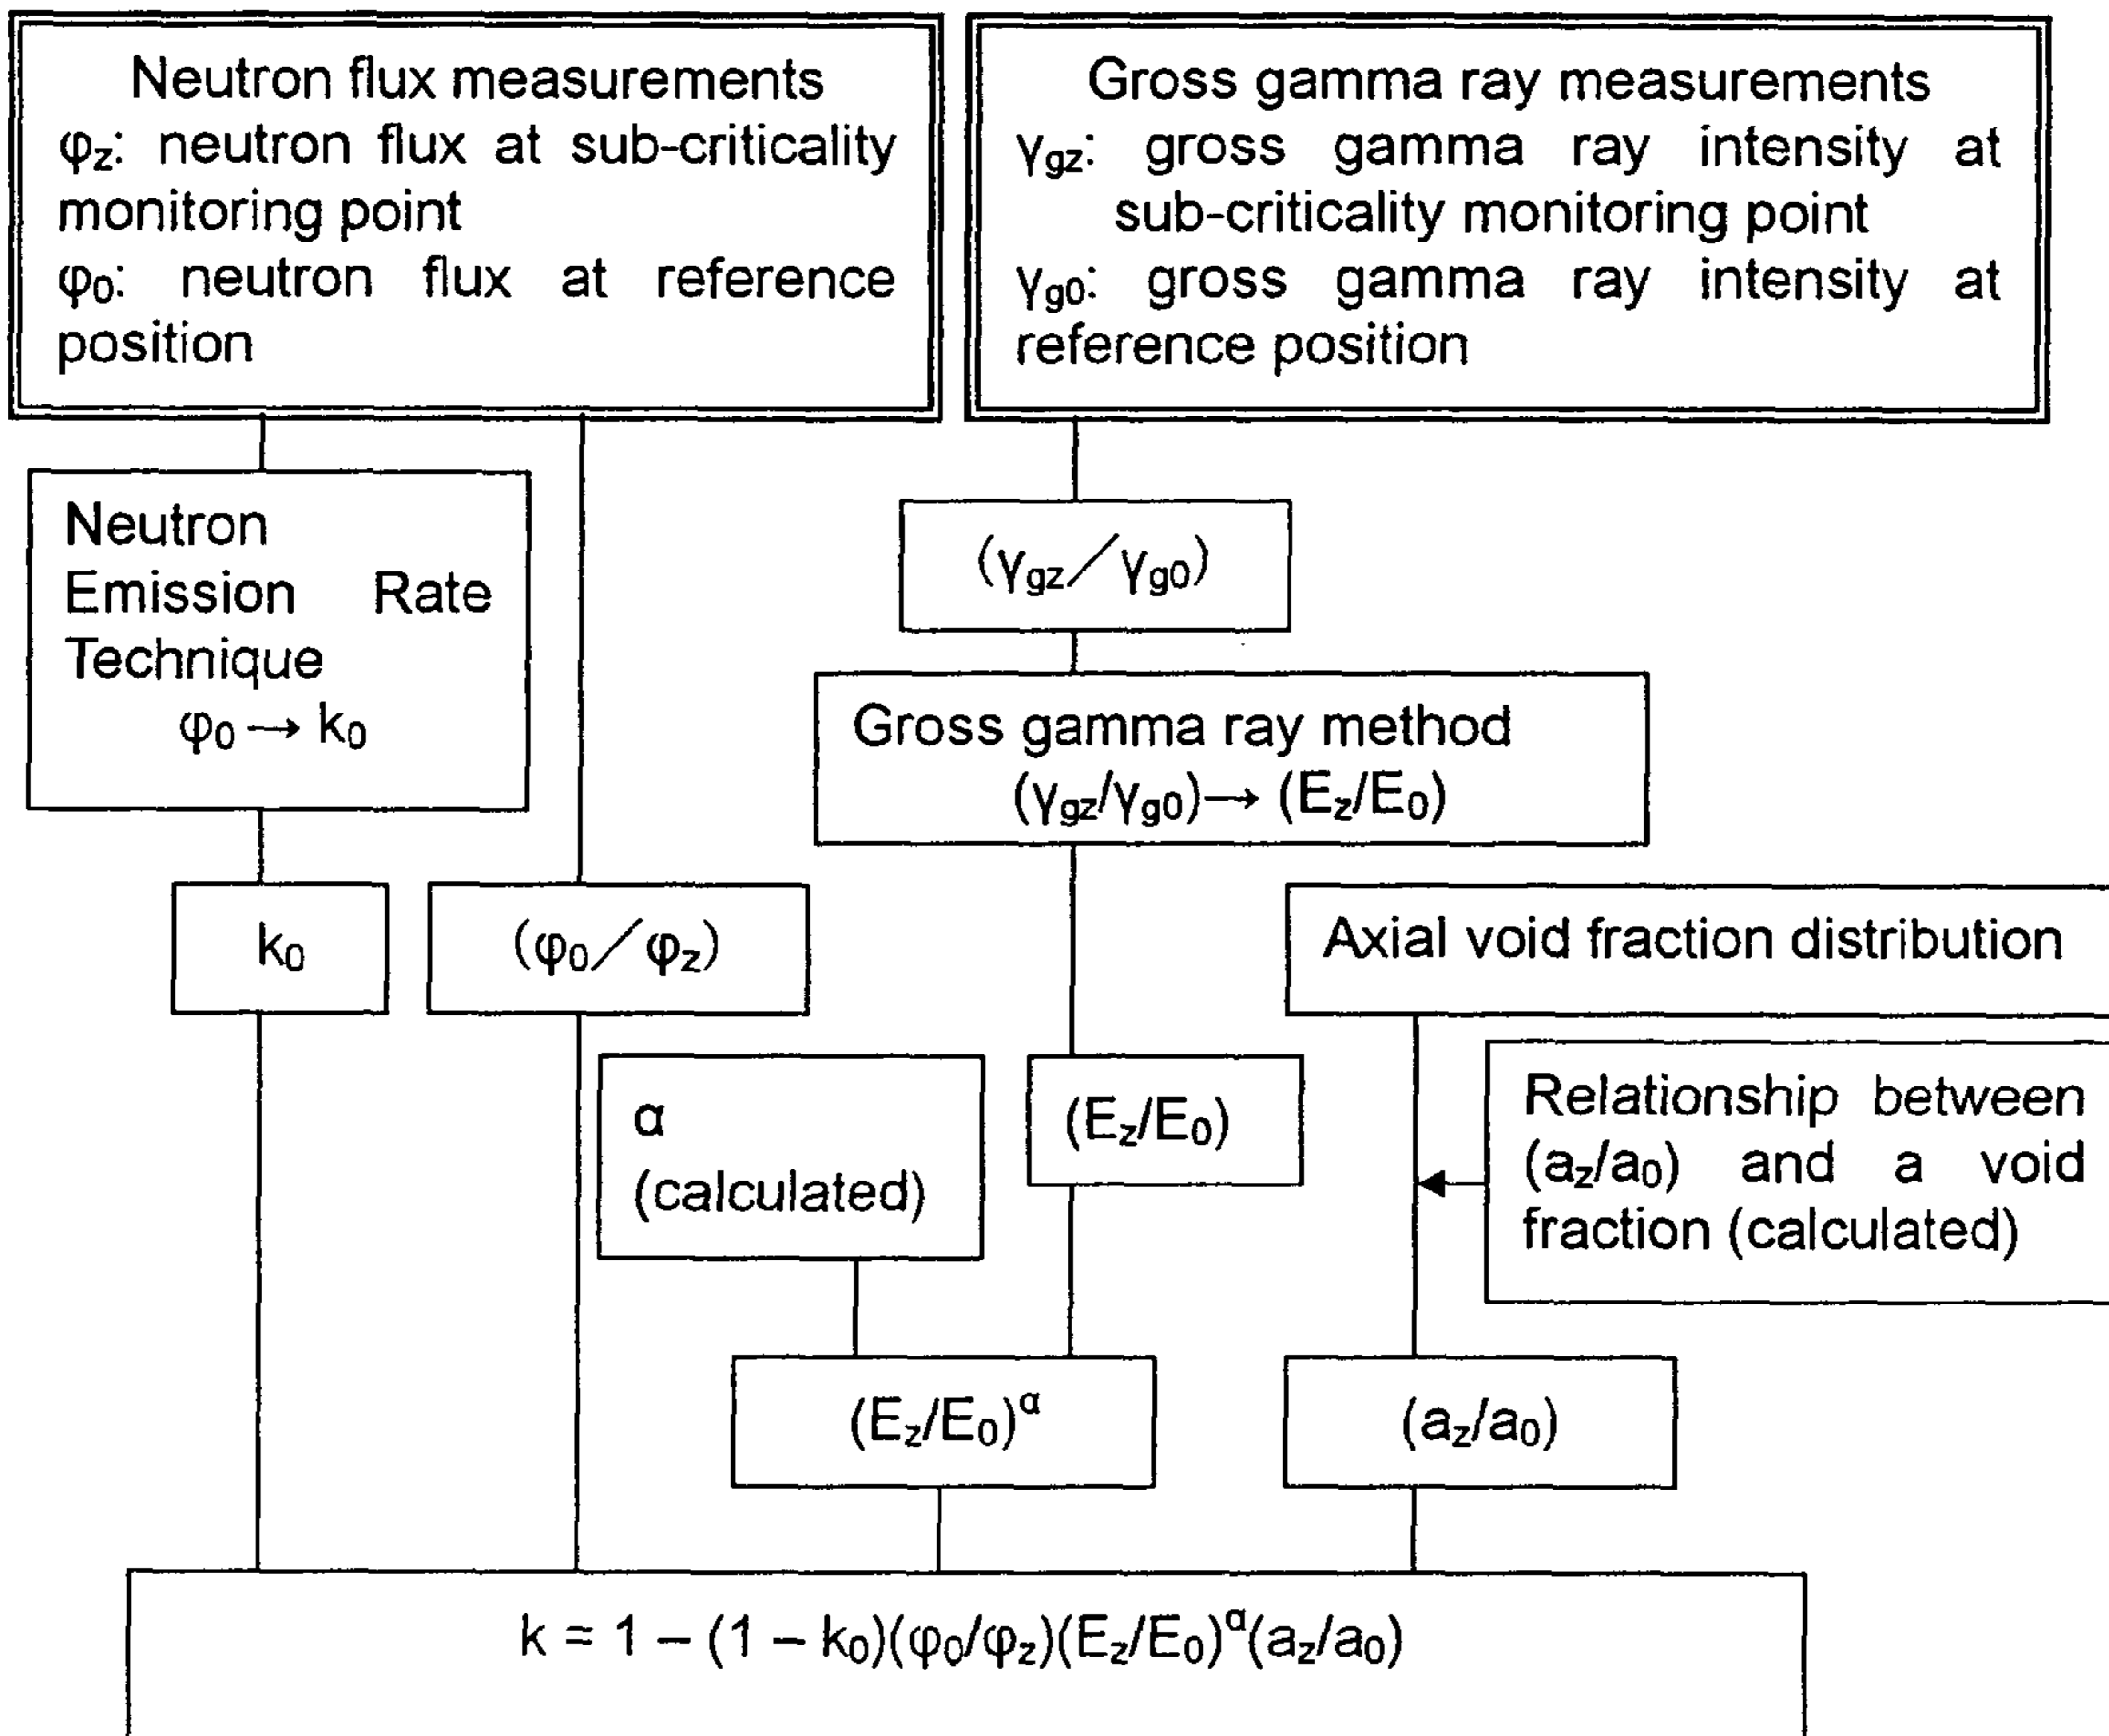 Neutron flux measurements
φz: neutron flux at sub-criticality
monitoring point
φ0: neutron flux at reference
position
Gross gamma ray measurements
γgz: gross gamma ray intensity at
sub-criticality monitoring point
γg0: gross gamma ray intensity at
reference position
Neutron
Emission Rate
Technique
φ0 → k0
(γgz／γg0)
Gross gamma ray method
(γgz/γg0)→ (Ez/E0)
k0
(φ0／φz)
Axial void fraction distribution
α
(calculated)
(Ez/E0)
Relationship between
(az/a0) and a void
fraction (calculated)
(Ez/E0)^α
(az/a0)
k = 1 – (1 – k0)(φ0/φz)(Ez/E0)^α(az/a0)